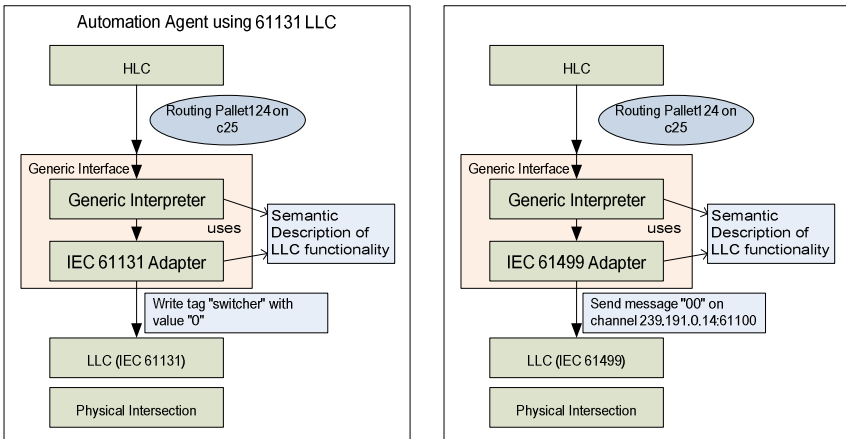 Automation Agent using 61131 LLC
HLC
Routing Pallet124 on
c25
Generic Interface
Generic Interpreter
uses
Semantic
Description of
LLC functionality
IEC 61131 Adapter
Write tag "switcher" with
value "0"
LLC (IEC 61131)
Physical Intersection
HLC
Routing Pallet124 on
c25
Generic Interface
Generic Interpreter
uses
Semantic
Description of
LLC functionality
IEC 61499 Adapter
Send message "00" on
channel 239.191.0.14:61100
LLC (IEC 61499)
Physical Intersection